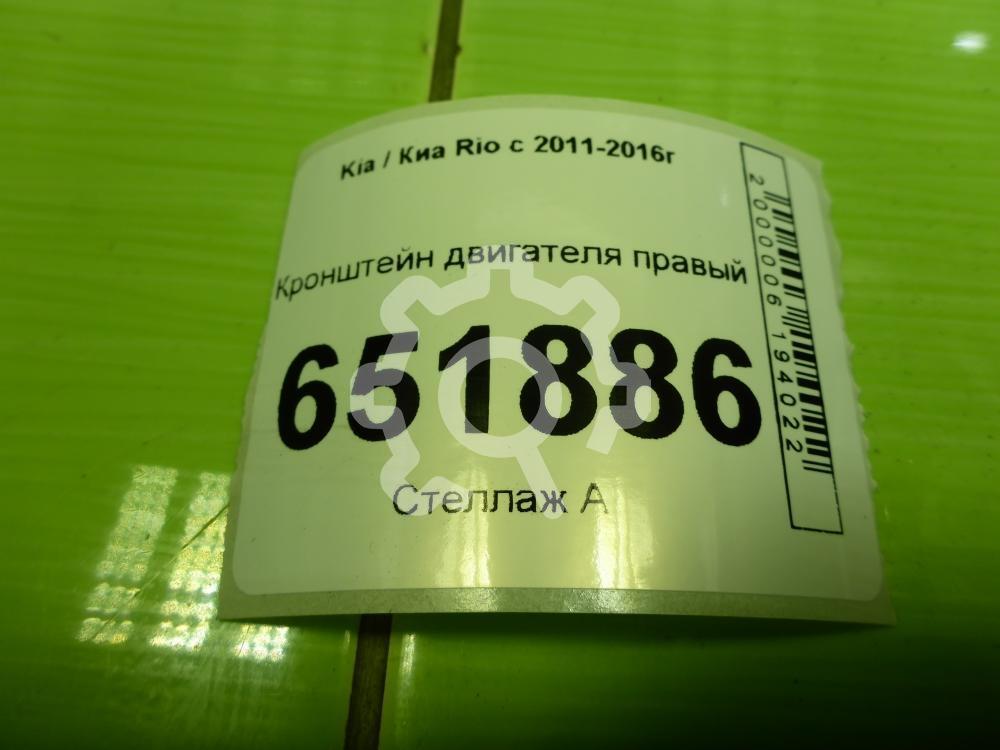 Kia / Киа Rio с 2011-2016г
Кронштейн двигателя правый
651886
Стеллаж А
2000006194022